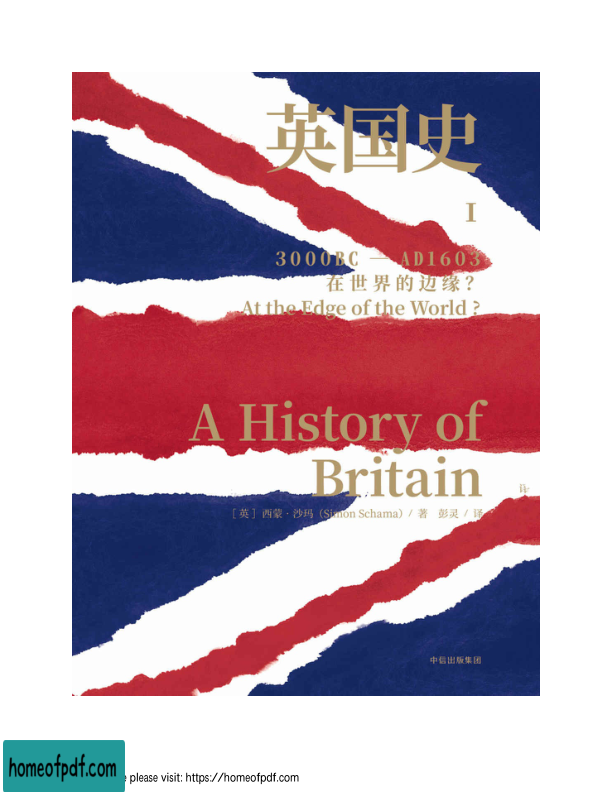 英国史
I
3000BC — AD1603
在世界的边缘？
At the Edge of the World ?
A History of
Britain
［英］西蒙·沙玛（Simon Schama）/ 著 彭灵 / 译
中信出版集团
homeofpdf.com
please visit: https://homeofpdf.com